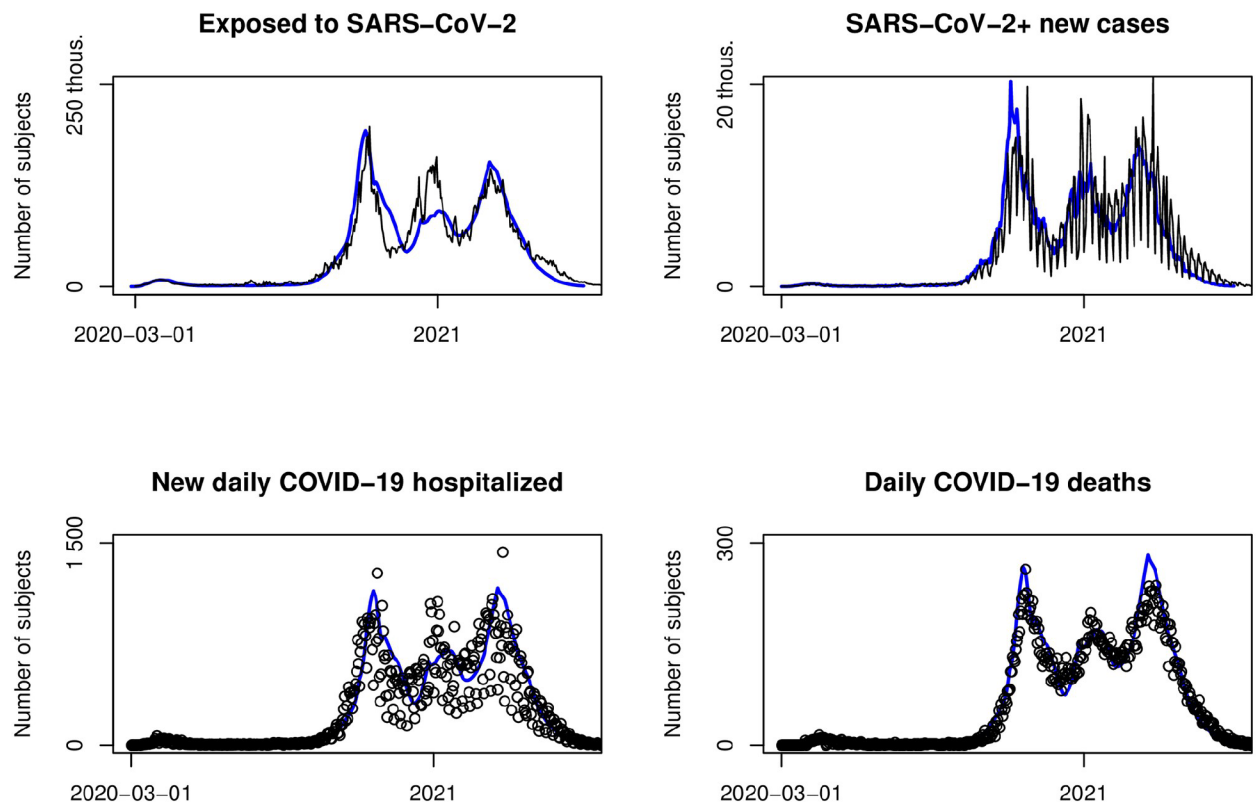 Exposed to SARS−CoV−2
Number of subjects
250 thous.
0
2020−03−01
2021
SARS−CoV−2+ new cases
Number of subjects
20 thous.
0
2020−03−01
2021
New daily COVID−19 hospitalized
Number of subjects
1 500
0
2020−03−01
2021
Daily COVID−19 deaths
Number of subjects
300
0
2020−03−01
2021